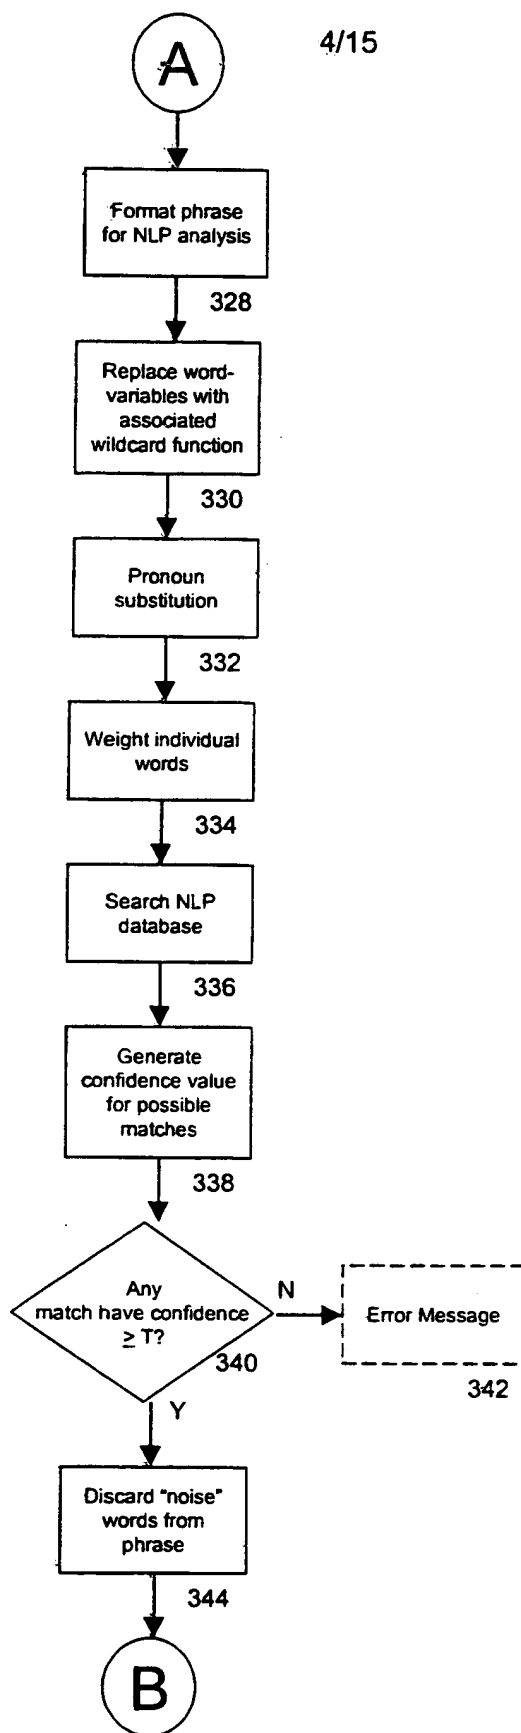 4/15
A
Format phrase
for NLP analysis
328
Replace word-
variables with
associated
wildcard function
330
Pronoun
substitution
332
Weight individual
words
334
Search NLP
database
336
Generate
confidence value
for possible
matches
338
Any
match have confidence
≥ T?
340
N
Error Message
342
Y
Discard "noise"
words from
phrase
344
B